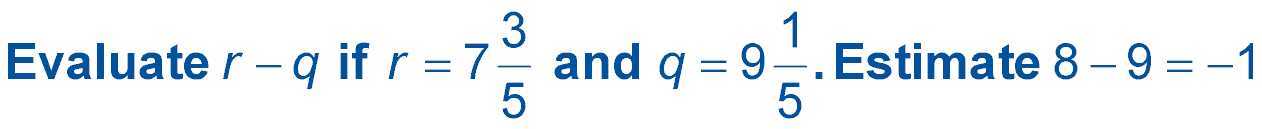 Evaluate r − q if r = 7 3/5 and q = 9 1/5. Estimate 8 − 9 = −1